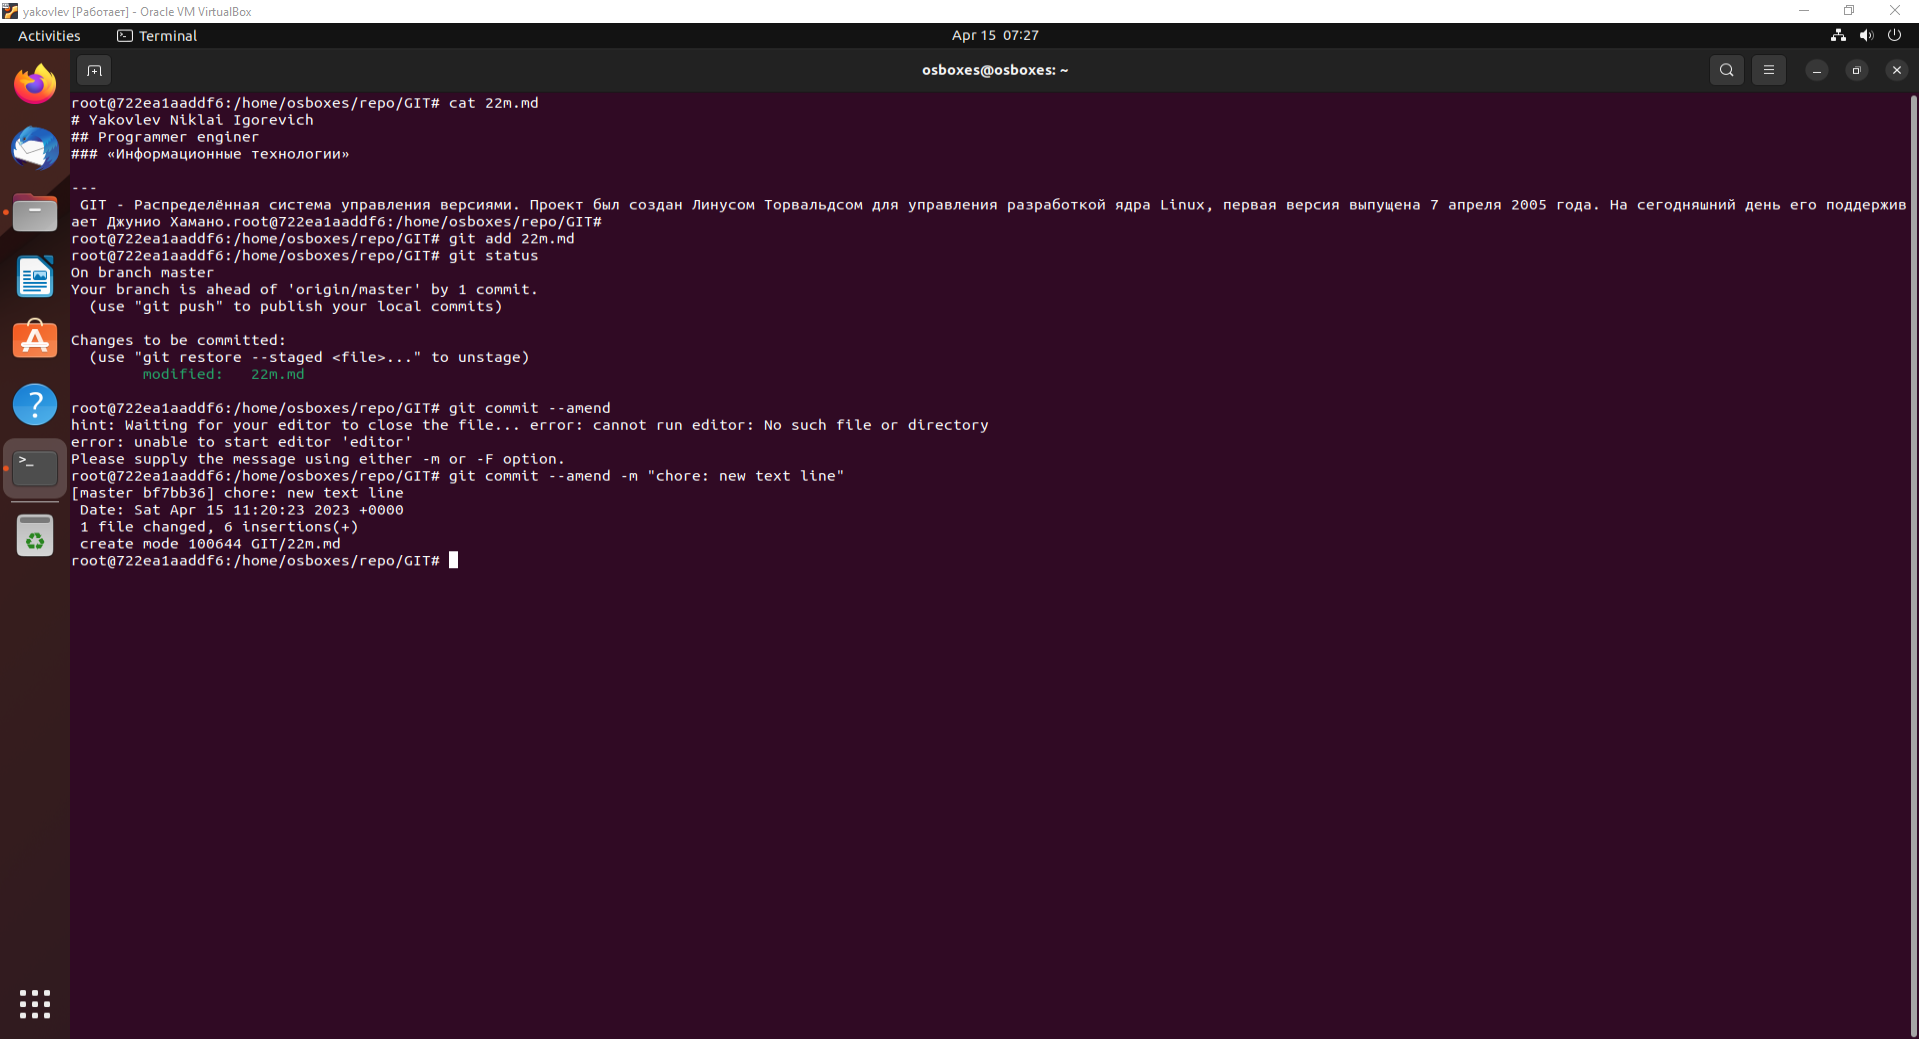 yakovlev [Работает] - Oracle VM VirtualBox
Activities
Terminal
Apr 15 07:27
osboxes@osboxes: ~
root@722ea1aaddf6:/home/osboxes/repo/GIT# cat 22m.md
# Yakovlev Niklai Igorevich
## Programmer enginer
### «Информационные технологии»
---
GIT - Распределённая система управления версиями. Проект был создан Линусом Торвальдсом для управления разработкой ядра Linux, первая версия выпущена 7 апреля 2005 года. На сегодняшний день его поддержив
ает Джунио Хамано.root@722ea1aaddf6:/home/osboxes/repo/GIT#
root@722ea1aaddf6:/home/osboxes/repo/GIT# git add 22m.md
root@722ea1aaddf6:/home/osboxes/repo/GIT# git status
On branch master
Your branch is ahead of 'origin/master' by 1 commit.
(use "git push" to publish your local commits)
Changes to be committed:
(use "git restore --staged <file>..." to unstage)
modified:   22m.md
root@722ea1aaddf6:/home/osboxes/repo/GIT# git commit --amend
hint: Waiting for your editor to close the file... error: cannot run editor: No such file or directory
error: unable to start editor 'editor'
Please supply the message using either -m or -F option.
root@722ea1aaddf6:/home/osboxes/repo/GIT# git commit --amend -m "chore: new text line"
[master bf7bb36] chore: new text line
Date: Sat Apr 15 11:20:23 2023 +0000
1 file changed, 6 insertions(+)
create mode 100644 GIT/22m.md
root@722ea1aaddf6:/home/osboxes/repo/GIT#